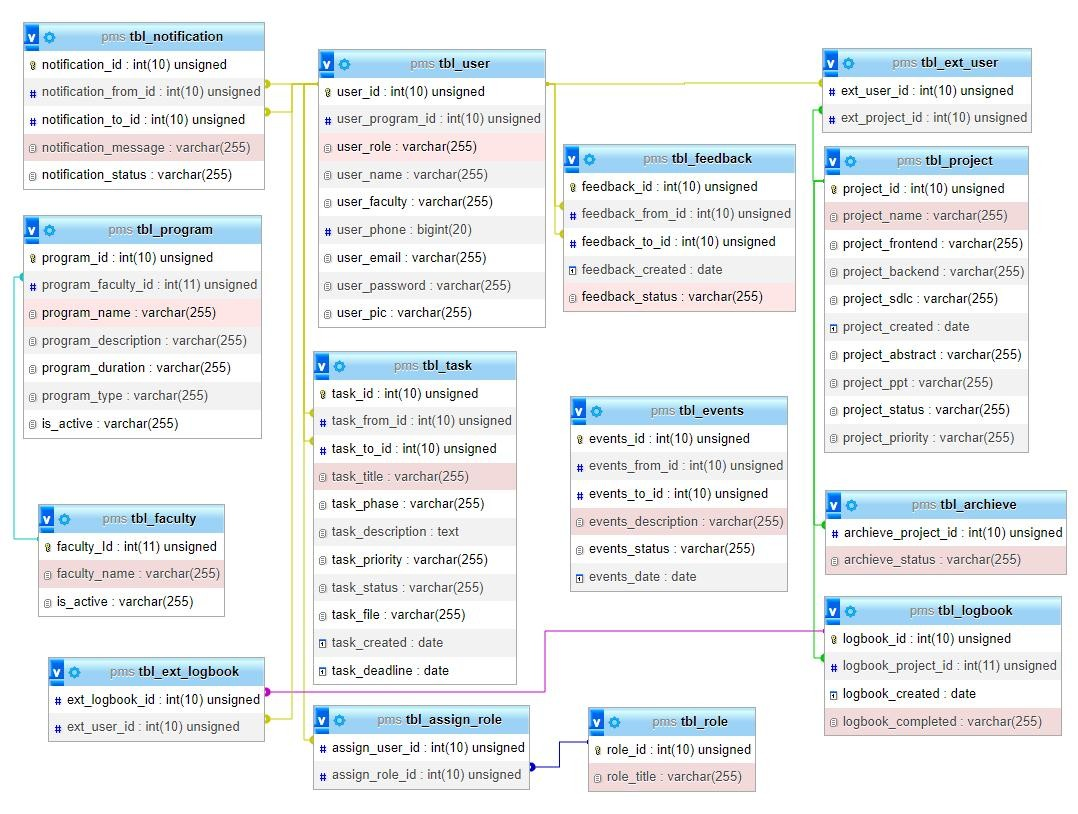 pms tbl_notification
notification_id : int(10) unsigned
notification_from_id : int(10) unsigned
notification_to_id : int(10) unsigned
notification_message : varchar(255)
notification_status : varchar(255)
pms tbl_program
program_id : int(10) unsigned
program_faculty_id : int(11) unsigned
program_name : varchar(255)
program_description : varchar(255)
program_duration : varchar(255)
program_type : varchar(255)
is_active : varchar(255)
pms tbl_faculty
faculty_Id : int(11) unsigned
faculty_name : varchar(255)
is_active : varchar(255)
pms tbl_ext_logbook
ext_logbook_id : int(10) unsigned
ext_user_id : int(10) unsigned
pms tbl_user
user_id : int(10) unsigned
user_program_id : int(10) unsigned
user_role : varchar(255)
user_name : varchar(255)
user_faculty : varchar(255)
user_phone : bigint(20)
user_email : varchar(255)
user_password : varchar(255)
user_pic : varchar(255)
pms tbl_task
task_id : int(10) unsigned
task_from_id : int(10) unsigned
task_to_id : int(10) unsigned
task_title : varchar(255)
task_phase : varchar(255)
task_description : text
task_priority : varchar(255)
task_status : varchar(255)
task_file : varchar(255)
task_created : date
task_deadline : date
pms tbl_assign_role
assign_user_id : int(10) unsigned
assign_role_id : int(10) unsigned
pms tbl_feedback
feedback_id : int(10) unsigned
feedback_from_id : int(10) unsigned
feedback_to_id : int(10) unsigned
feedback_created : date
feedback_status : varchar(255)
pms tbl_events
events_id : int(10) unsigned
events_from_id : int(10) unsigned
events_to_id : int(10) unsigned
events_description : varchar(255)
events_status : varchar(255)
events_date : date
pms tbl_role
role_id : int(10) unsigned
role_title : varchar(255)
pms tbl_ext_user
ext_user_id : int(10) unsigned
ext_project_id : int(10) unsigned
pms tbl_project
project_id : int(10) unsigned
project_name : varchar(255)
project_frontend : varchar(255)
project_backend : varchar(255)
project_sdlc : varchar(255)
project_created : date
project_abstract : varchar(255)
project_ppt : varchar(255)
project_status : varchar(255)
project_priority : varchar(255)
pms tbl_archieve
archieve_project_id : int(10) unsigned
archieve_status : varchar(255)
pms tbl_logbook
logbook_id : int(10) unsigned
logbook_project_id : int(11) unsigned
logbook_created : date
logbook_completed : varchar(255)